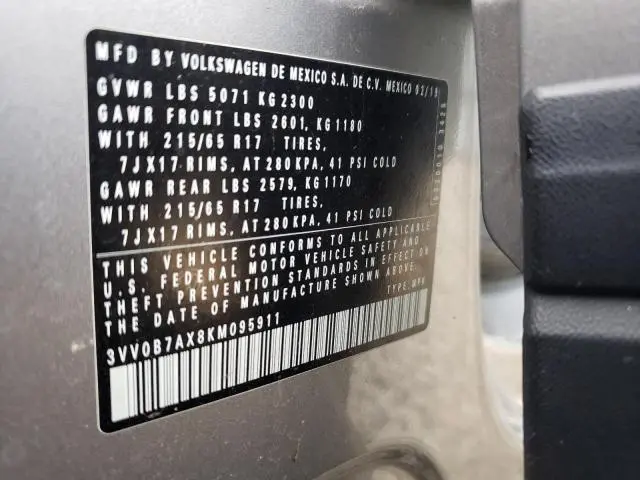 MFD BY VOLKSWAGEN DE MEXICO S.A. DE C.V. MEXICO
GVWR LBS 5071 KG 2300
GAWR FRONT LBS 2601, KG 1180
WITH 215/65 R17 TIRES,
7JX17 RIMS, AT 280 KPA, 41 PSI COLD
GAWR REAR LBS 2579, KG 1170
WITH 215/65 R17 TIRES,
7JX17 RIMS, AT 280 KPA, 41 PSI COLD
THIS VEHICLE CONFORMS TO ALL APPLICABLE
U.S. FEDERAL MOTOR VEHICLE SAFETY AND
THEFT PREVENTION STANDARDS IN EFFECT ON
THE DATE OF MANUFACTURE SHOWN ABOVE.
TYPE: MPV
3VV0B7AX8KM095911